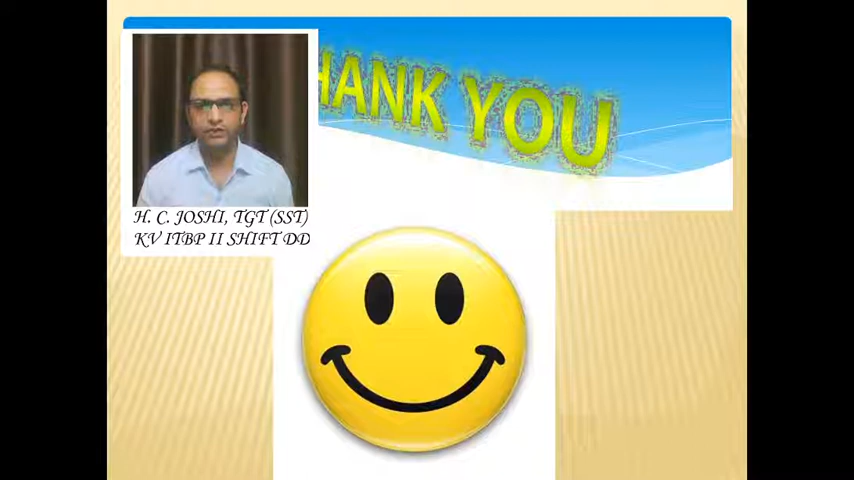 HANK YOU
H. C. JOSHI, TGT (SST)
KV ITBP II SHIFT DD